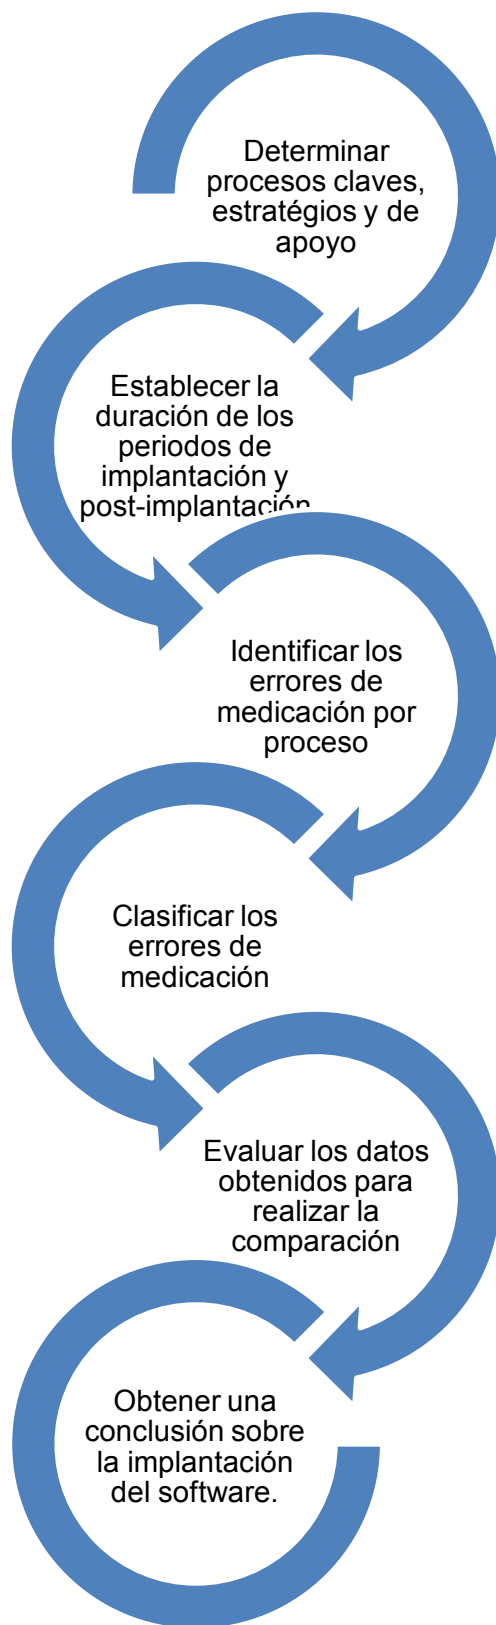 Determinar
procesos claves,
estratégios y de
apoyo
Establecer la
duración de los
periodos de
implantación y
post-implantación
Identificar los
errores de
medicación por
proceso
Clasificar los
errores de
medicación
Evaluar los datos
obtenidos para
realizar la
comparación
Obtener una
conclusión sobre
la implantación
del software.